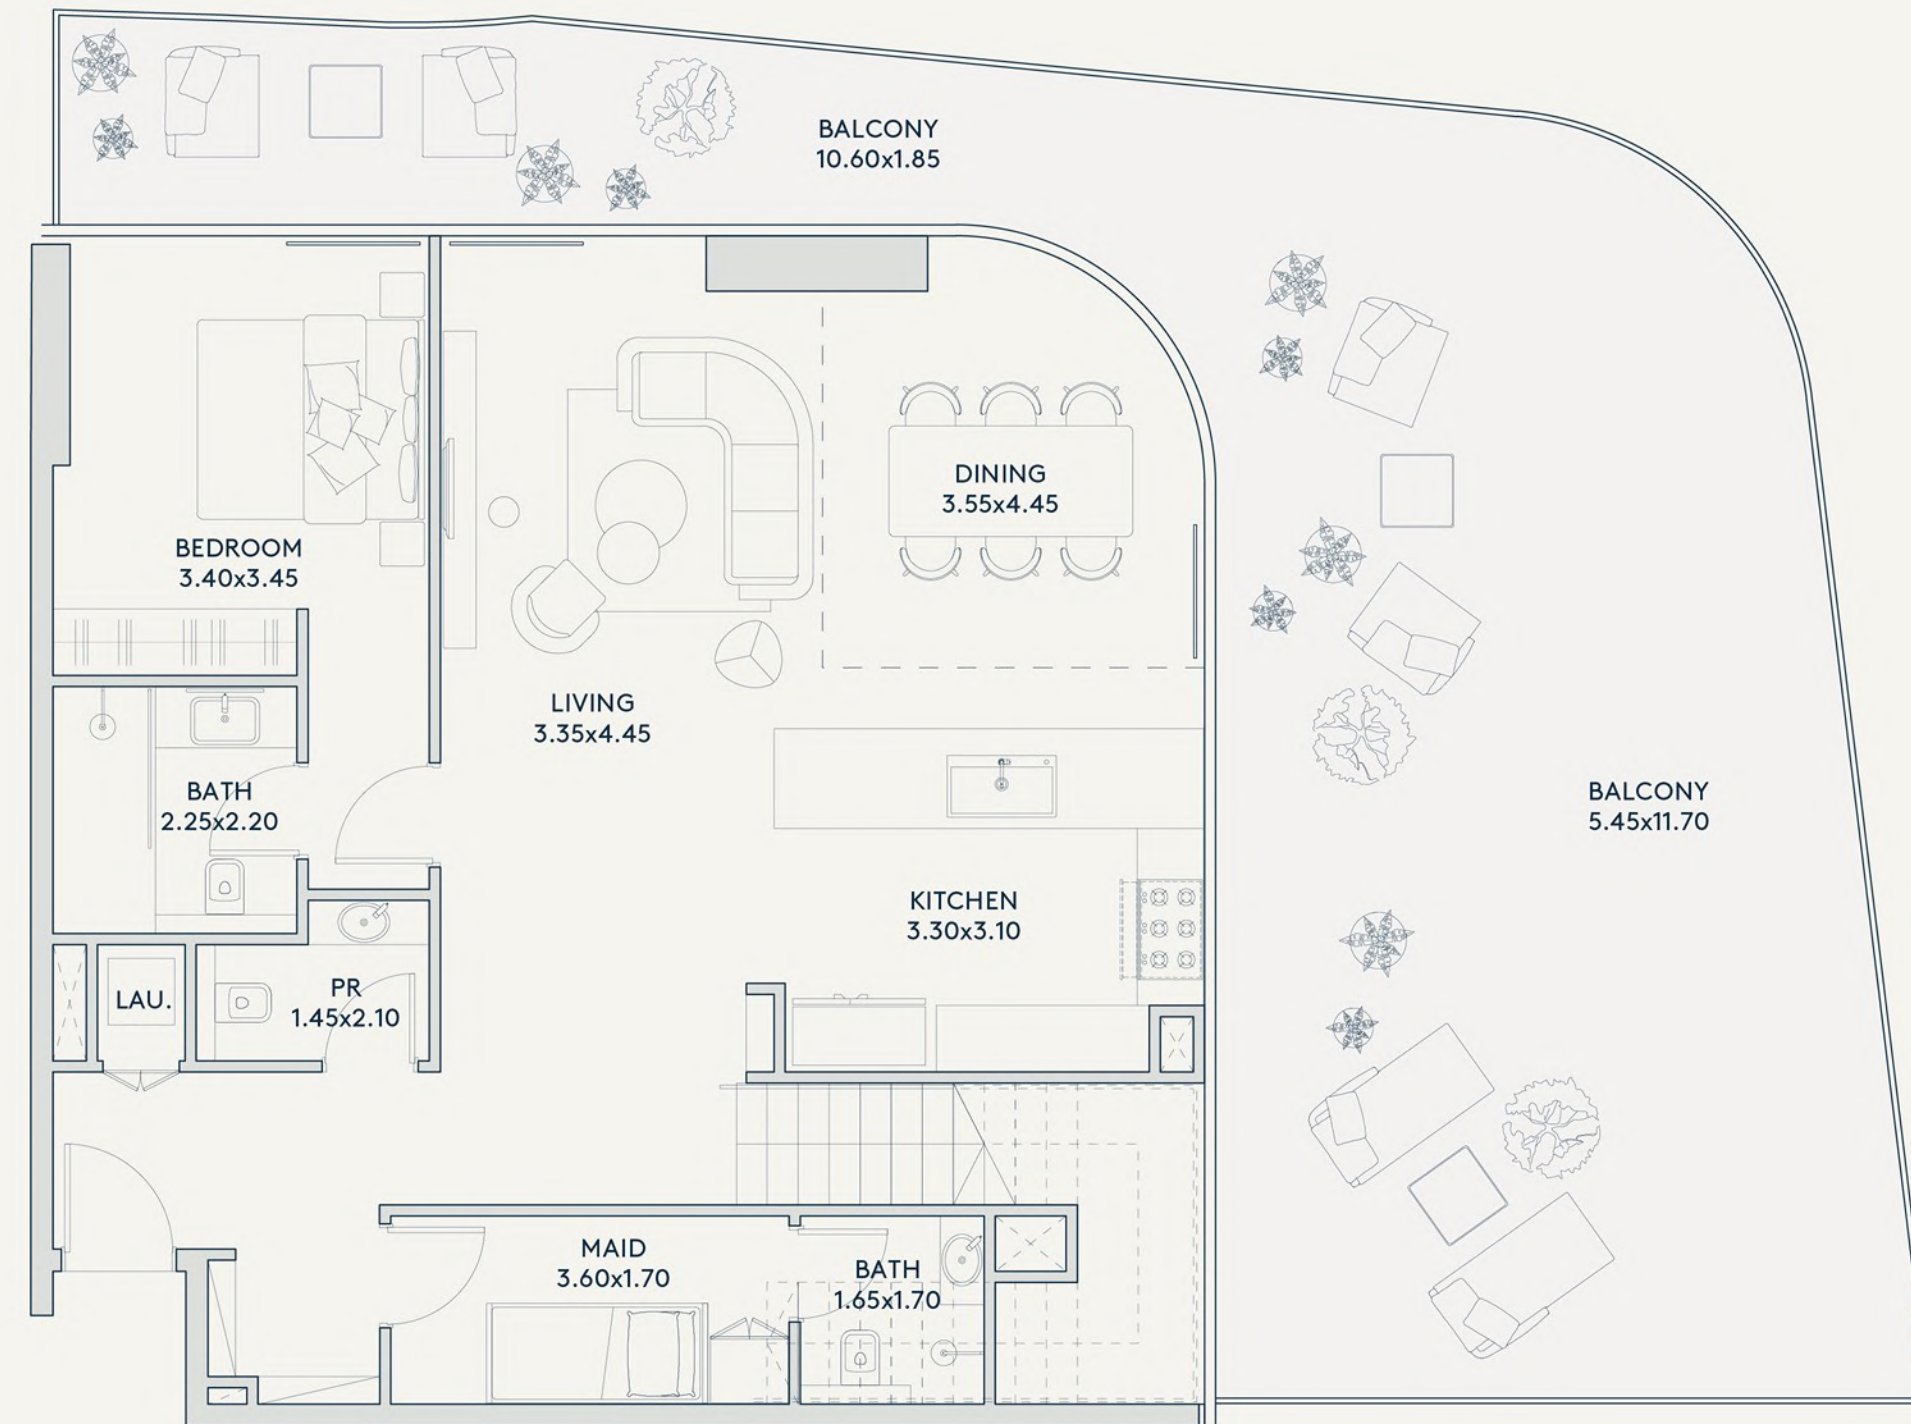 BALCONY
10.60x1.85
DINING
3.55x4.45
BEDROOM
3.40x3.45
LIVING
3.35x4.45
BATH
2.25x2.20
BALCONY
5.45x11.70
KITCHEN
3.30x3.10
LAU.
PR
1.45x2.10
MAID
3.60x1.70
BATH
1.65x1.70